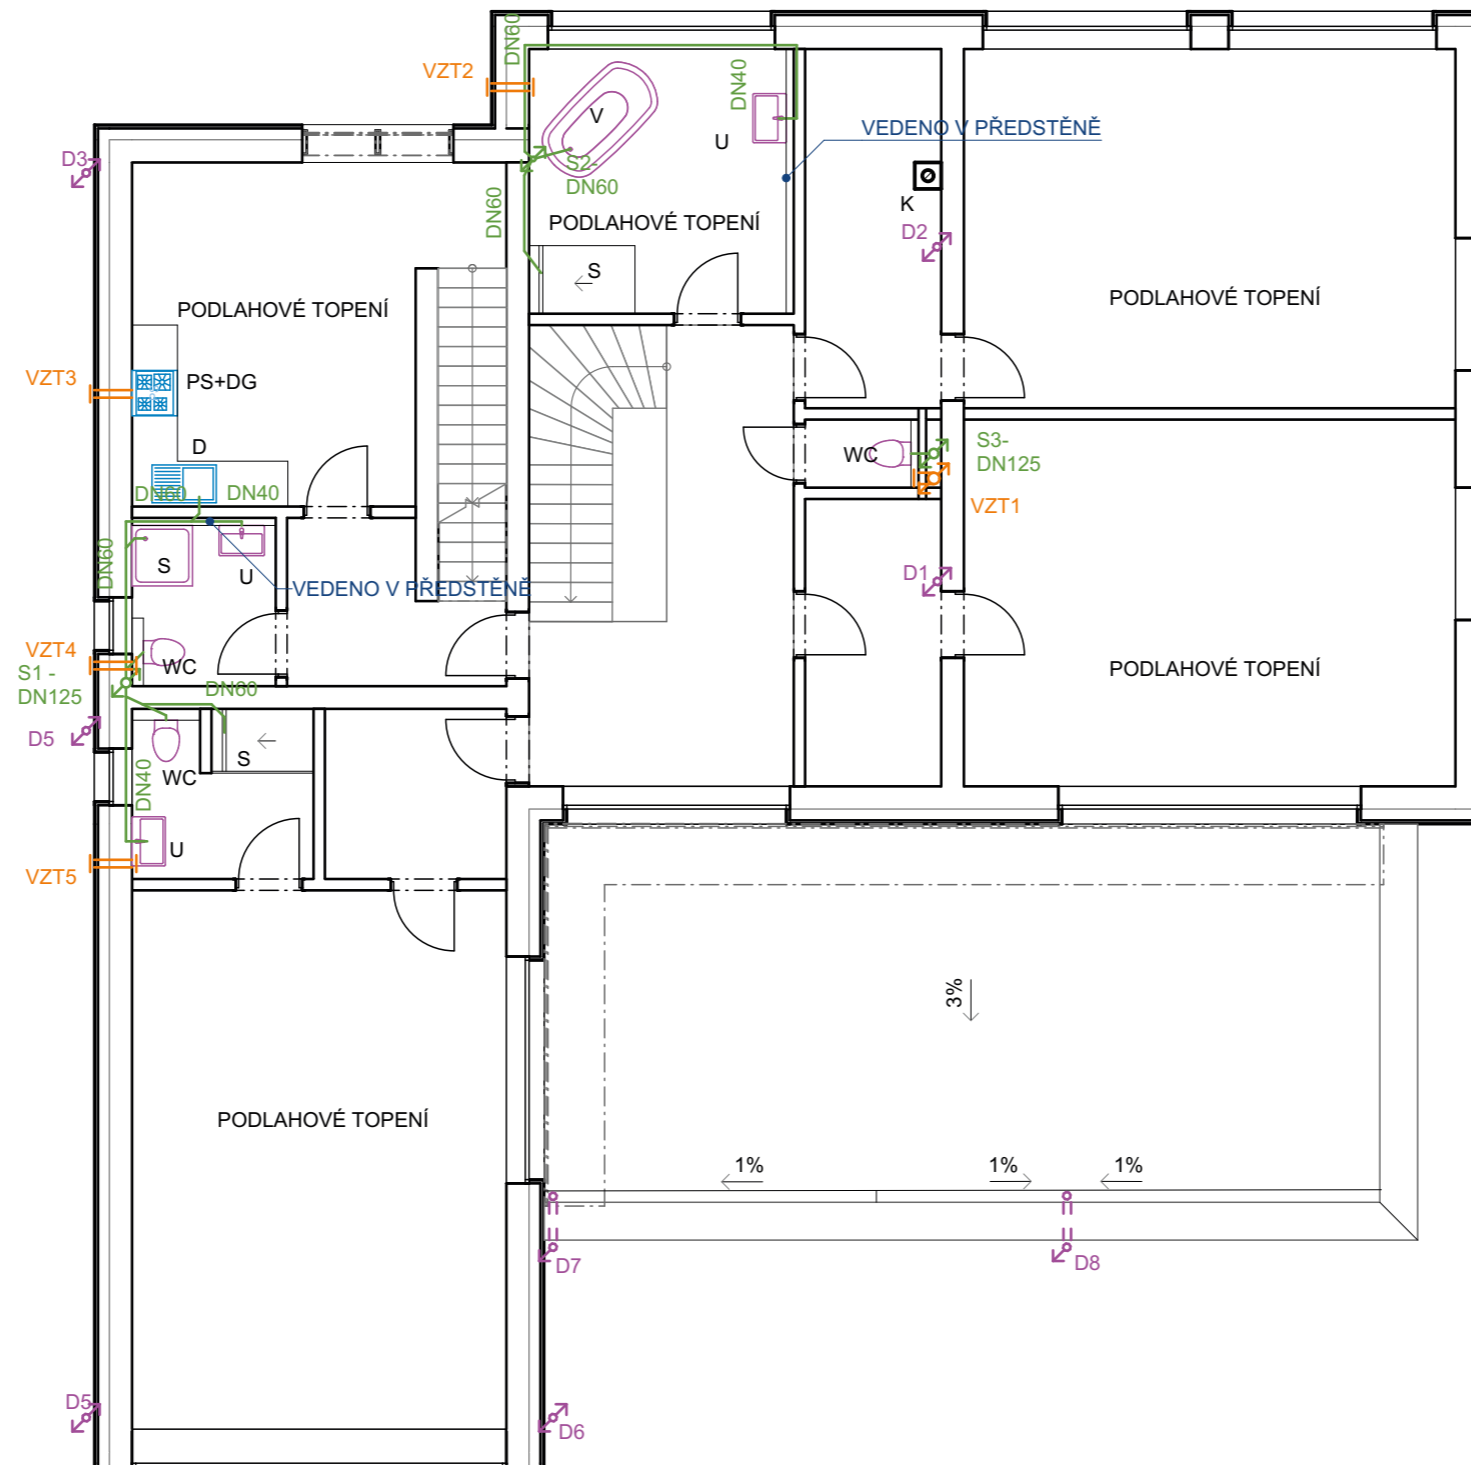 DN60
VZT2
DN40
V
U
VEDENO V PŘEDSTĚNĚ
D3
S2-
DN60
DN60
K
PODLAHOVÉ TOPENÍ
D2
S
PODLAHOVÉ TOPENÍ
PODLAHOVÉ TOPENÍ
VZT3
PS+DG
D
WC
S3-
DN125
DN60
DN40
VZT1
DN60
S
U
VEDENO V PŘEDSTĚNĚ
D1
VZT4
WC
PODLAHOVÉ TOPENÍ
S1 -
DN125
DN60
D5
S
WC
DN40
U
VZT5
3%
PODLAHOVÉ TOPENÍ
1%
1%
1%
D7
D8
D5
D6